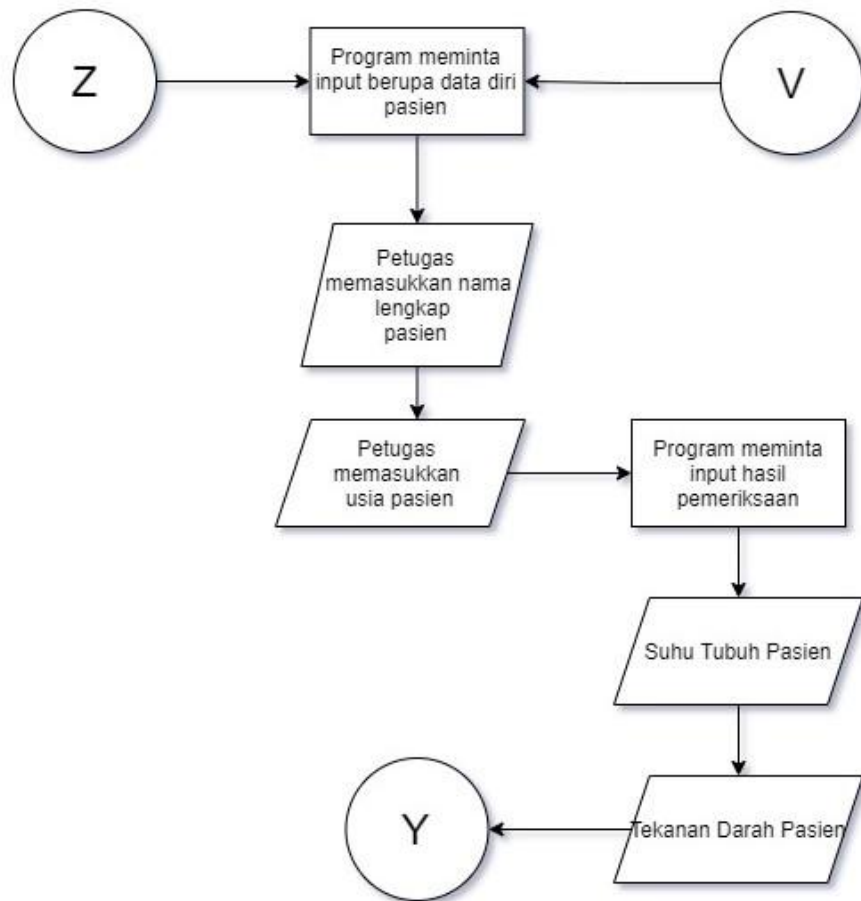 Z
Program meminta
input berupa data diri
pasien
V
Petugas
memasukkan nama
lengkap
pasien
Petugas
memasukkan
usia pasien
Program meminta
input hasil
pemeriksaan
Suhu Tubuh Pasien
Tekanan Darah Pasien
Y